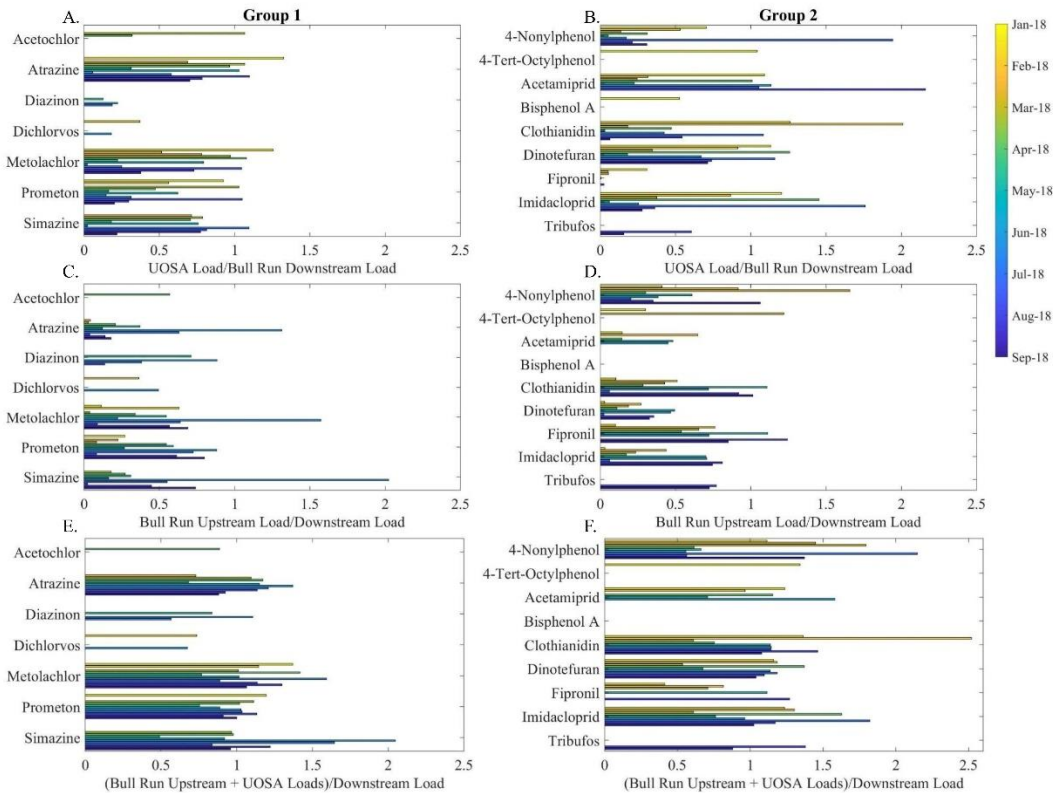 A.
Group 1
Acetochlor
Atrazine
Diazinon
Dichlorvos
Metolachlor
Prometon
Simazine
0 0.5 1 1.5 2 2.5
UOSA Load/Bull Run Downstream Load
B.
Group 2
4-Nonylphenol
4-Tert-Octylphenol
Acetamiprid
Bisphenol A
Clothianidin
Dinotefuran
Fipronil
Imidacloprid
Tribufos
0 0.5 1 1.5 2 2.5
UOSA Load/Bull Run Downstream Load
Jan-18
Feb-18
Mar-18
Apr-18
May-18
Jun-18
Jul-18
Aug-18
Sep-18
C.
Acetochlor
Atrazine
Diazinon
Dichlorvos
Metolachlor
Prometon
Simazine
0 0.5 1 1.5 2 2.5
Bull Run Upstream Load/Downstream Load
D.
4-Nonylphenol
4-Tert-Octylphenol
Acetamiprid
Bisphenol A
Clothianidin
Dinotefuran
Fipronil
Imidacloprid
Tribufos
0 0.5 1 1.5 2 2.5
Bull Run Upstream Load/Downstream Load
E.
Acetochlor
Atrazine
Diazinon
Dichlorvos
Metolachlor
Prometon
Simazine
0 0.5 1 1.5 2 2.5
(Bull Run Upstream + UOSA Loads)/Downstream Load
F.
4-Nonylphenol
4-Tert-Octylphenol
Acetamiprid
Bisphenol A
Clothianidin
Dinotefuran
Fipronil
Imidacloprid
Tribufos
0 0.5 1 1.5 2 2.5
(Bull Run Upstream + UOSA Loads)/Downstream Load